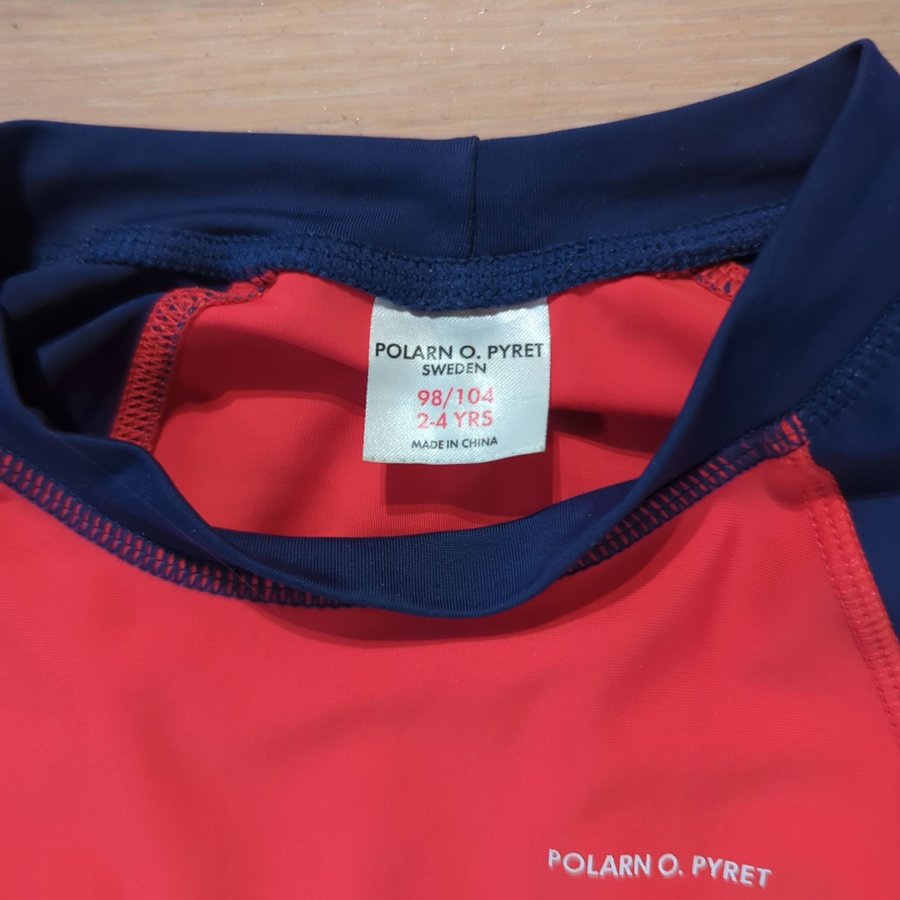 POLARN O. PYRET
SWEDEN
98/104
2-4 YRS
MADE IN CHINA
POLARN O. PYRET